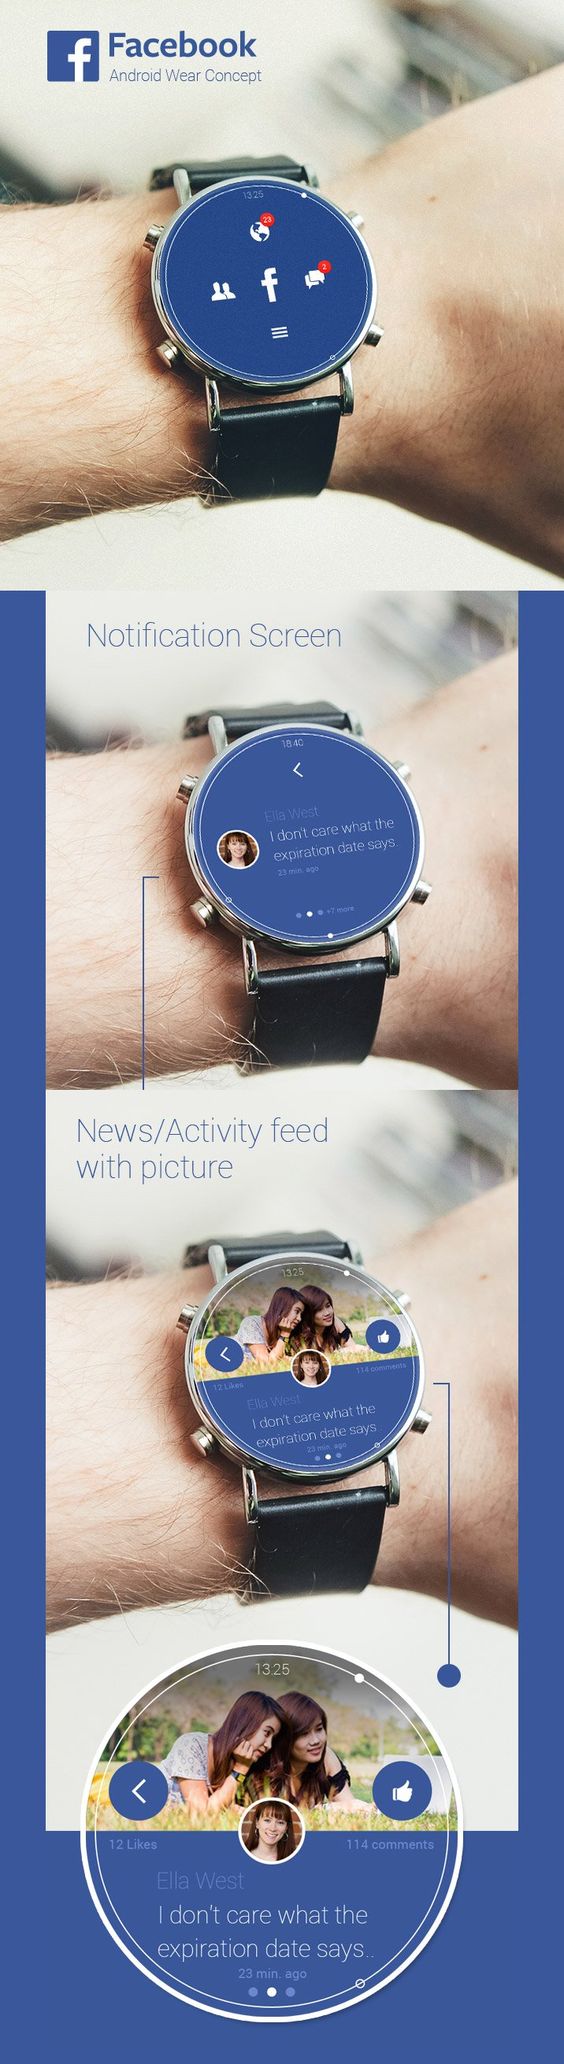 f Facebook
Android Wear Concept
13:25
23
f
2
Notification Screen
18:40
Ella West
I don't care what the
expiration date says.
23 min. ago
+7 more
News/Activity feed
with picture
13:25
12 Likes
114 comments
Ella West
I don't care what the
expiration date says..
23 min. ago
13:25
12 Likes
114 comments
Ella West
I don't care what the
expiration date says..
23 min. ago